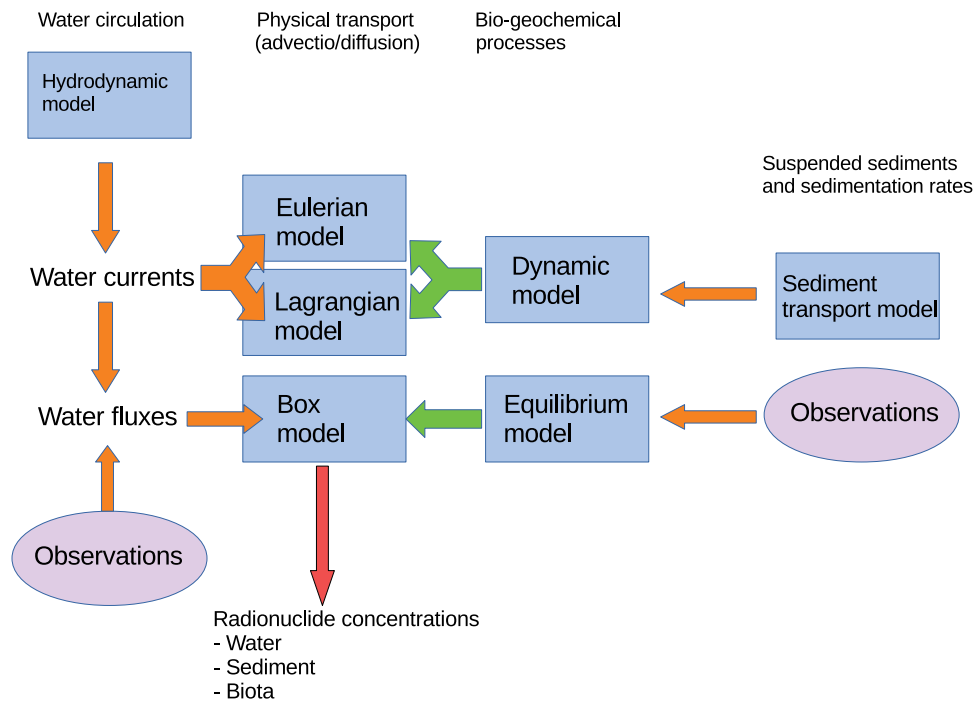 Water circulation
Physical transport
(advectio/diffusion)
Bio-geochemical
processes
Hydrodynamic
model
Suspended sediments
and sedimentation rates
Eulerian
model
Water currents
Lagrangian
model
Dynamic
model
Sediment
transport model
Water fluxes
Box
model
Equilibrium
model
Observations
Observations
Radionuclide concentrations
- Water
- Sediment
- Biota